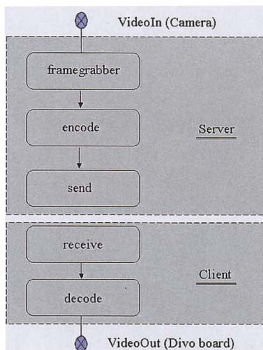 VideoIn (Camera)
framegrabber
encode
Server
send
receive
Client
decode
VideoOut (Divo board)